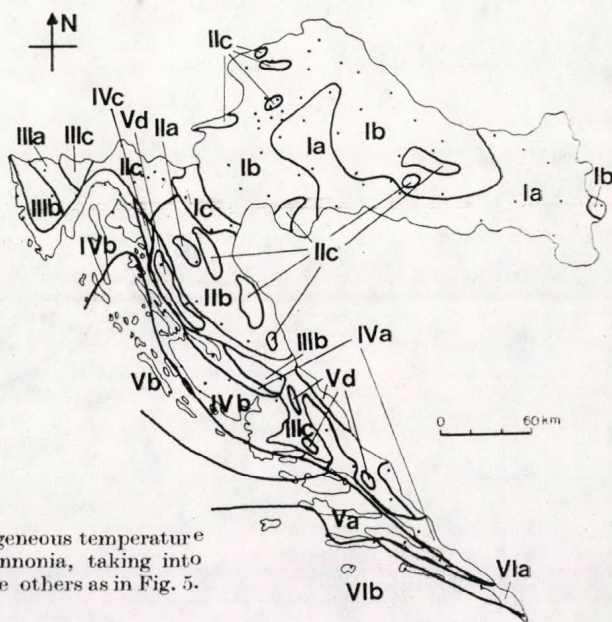 N
IIc
IVc
Vd
IIa
IIIa
IIIc
IIc
Ib
Ia
Ib
Ia
Ib
Ic
IIIb
IVb
IIc
IIb
IIIb
IVa
Vb
Vd
IVb
IIIc
0 60 km
Va
VIa
VIb
geneous temperature
nnonia, taking into
e others as in Fig. 5.